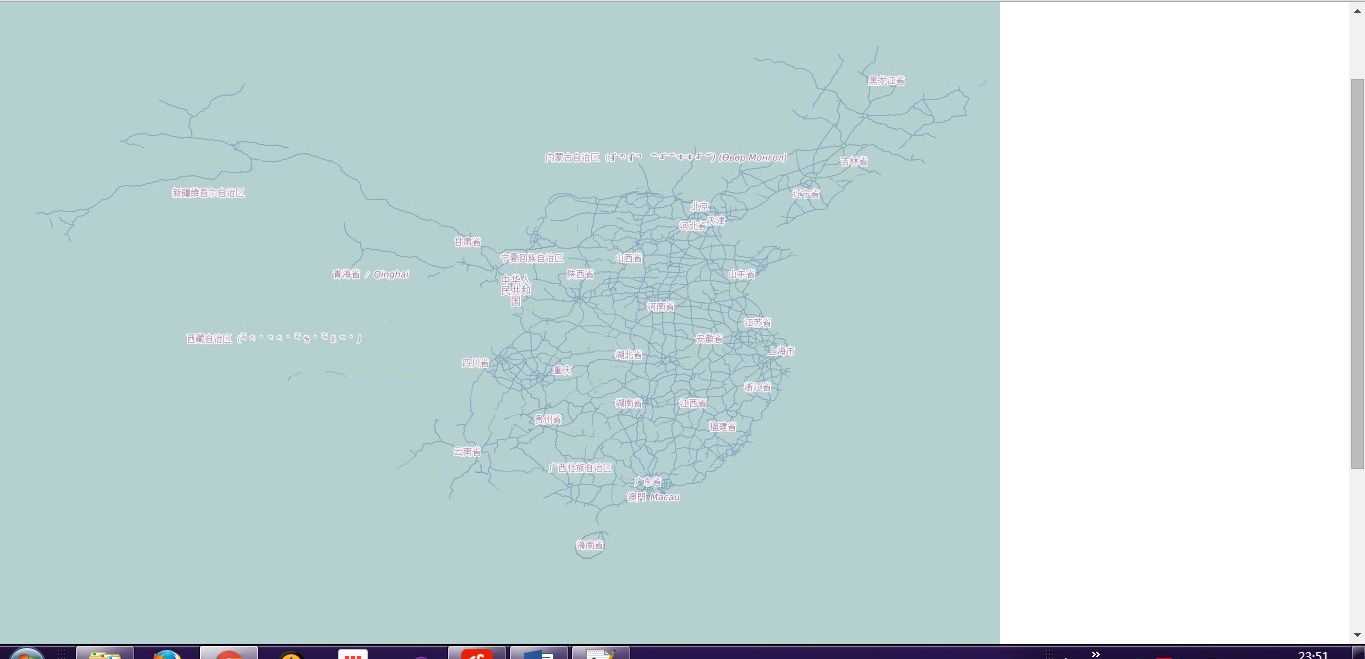 黑龙江省
内蒙古自治区
(Өвөр Монгол)
吉林省
新疆维吾尔自治区
辽宁省
北京
天津
河北省
甘肃省
宁夏回族自治区
山西省
青海省 / Qinghai
陕西省
山东省
中华人
民共和
国
河南省
江苏省
西藏自治区
安徽省
上海市
湖北省
四川省
重庆
浙江省
湖南省
江西省
贵州省
福建省
云南省
广西壮族自治区
广东省
澳門 Macau
海南省
23:51